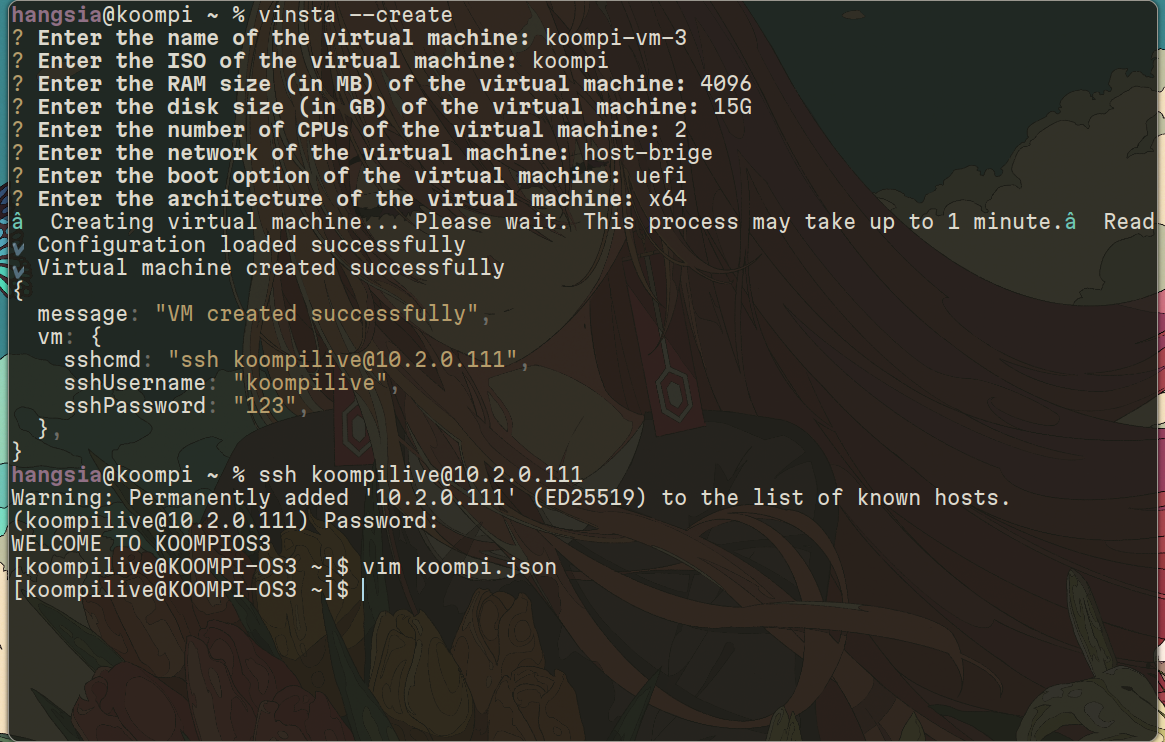 hangsia@koompi ~ % vinsta --create
? Enter the name of the virtual machine: koompi-vm-3
? Enter the ISO of the virtual machine: koompi
? Enter the RAM size (in MB) of the virtual machine: 4096
? Enter the disk size (in GB) of the virtual machine: 15G
? Enter the number of CPUs of the virtual machine: 2
? Enter the network of the virtual machine: host-brige
? Enter the boot option of the virtual machine: uefi
? Enter the architecture of the virtual machine: x64
â  Creating virtual machine... Please wait. This process may take up to 1 minute.â  Read
✔ Configuration loaded successfully
✔ Virtual machine created successfully
{
  message: "VM created successfully",
  vm: {
    sshcmd: "ssh koompilive@10.2.0.111",
    sshUsername: "koompilive",
    sshPassword: "123",
  },
}
hangsia@koompi ~ % ssh koompilive@10.2.0.111
Warning: Permanently added '10.2.0.111' (ED25519) to the list of known hosts.
(koompilive@10.2.0.111) Password:
WELCOME TO KOOMPIOS3
[koompilive@KOOMPI-OS3 ~]$ vim koompi.json
[koompilive@KOOMPI-OS3 ~]$